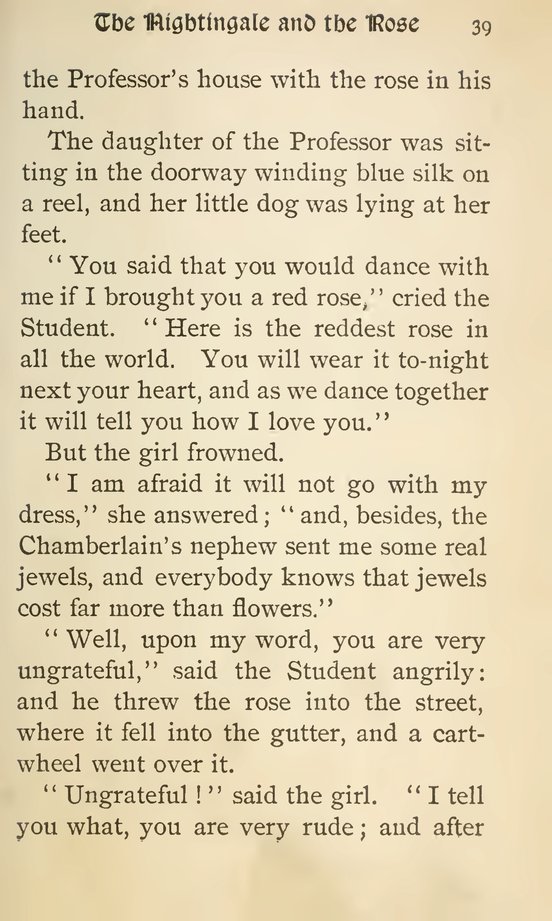 The Nightingale and the Rose 39
the Professor's house with the rose in his
hand.
The daughter of the Professor was sit-
ting in the doorway winding blue silk on
a reel, and her little dog was lying at her
feet.
" You said that you would dance with
me if I brought you a red rose," cried the
Student. " Here is the reddest rose in
all the world. You will wear it to-night
next your heart, and as we dance together
it will tell you how I love you."
But the girl frowned.
" I am afraid it will not go with my
dress," she answered ; " and, besides, the
Chamberlain's nephew sent me some real
jewels, and everybody knows that jewels
cost far more than flowers."
" Well, upon my word, you are very
ungrateful," said the Student angrily:
and he threw the rose into the street,
where it fell into the gutter, and a cart-
wheel went over it.
" Ungrateful ! " said the girl. " I tell
you what, you are very rude ; and after